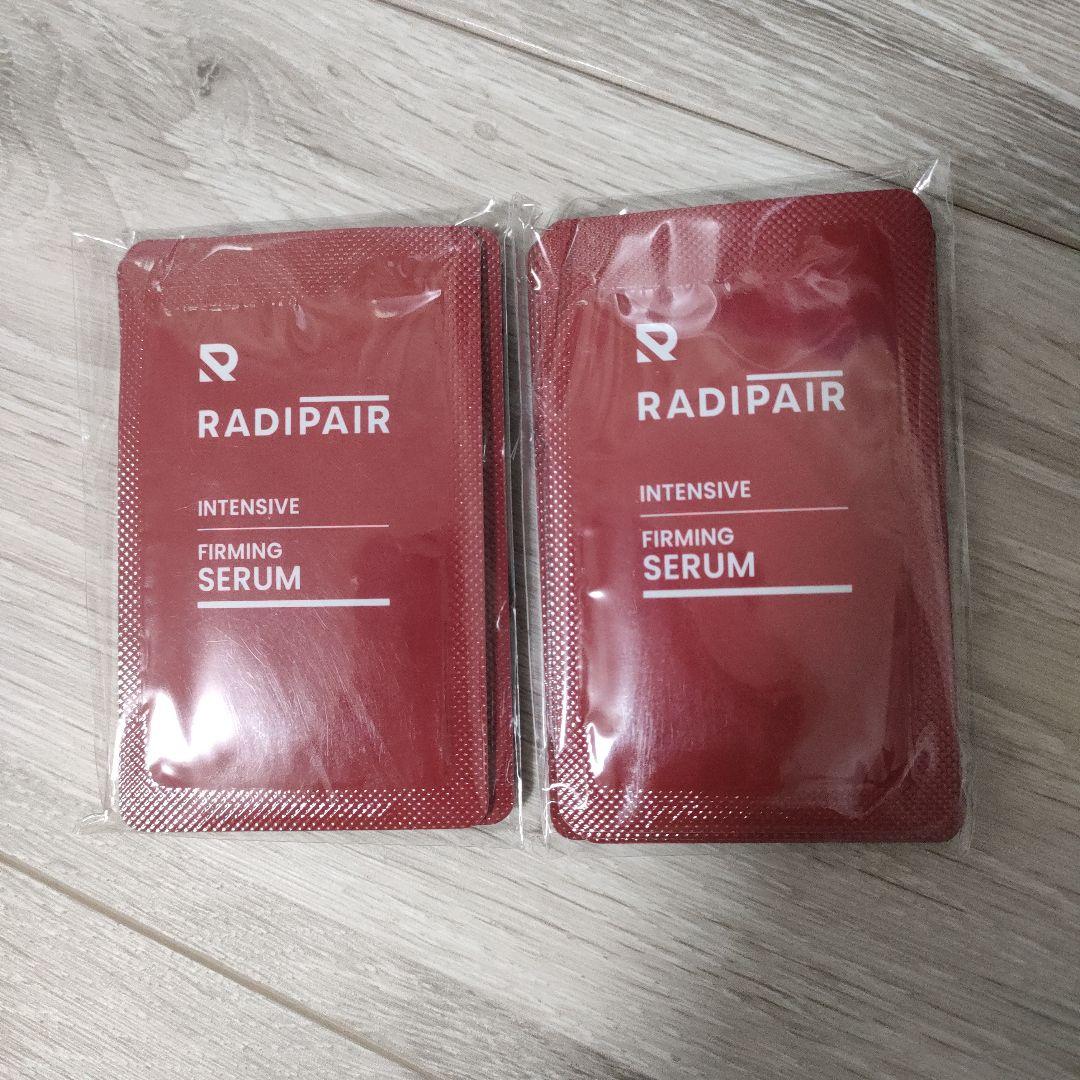 R
RADIPAIR
INTENSIVE
FIRMING
SERUM
R
RADIPAIR
INTENSIVE
FIRMING
SERUM